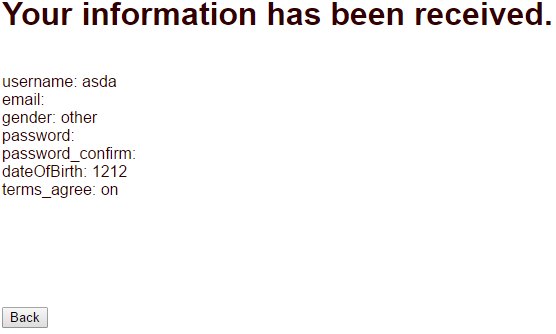 Your information has been received.
username: asda
email:
gender: other
password:
password_confirm:
dateOfBirth: 1212
terms_agree: on
Back